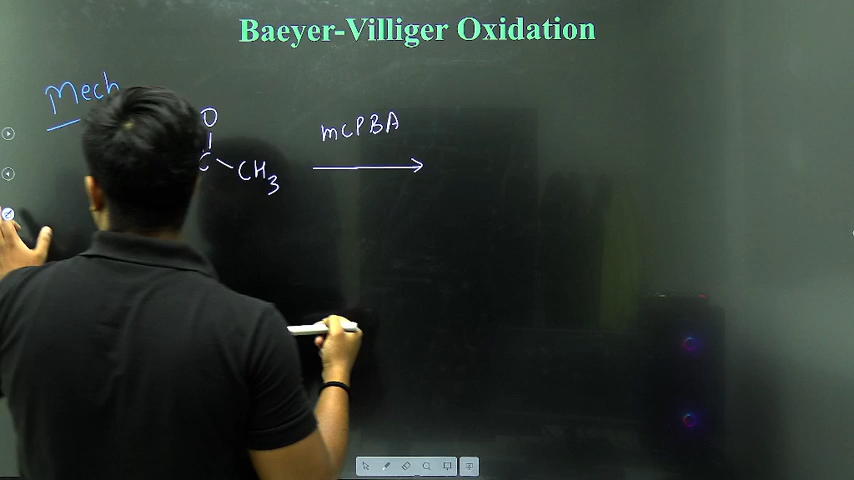 Baeyer-Villiger Oxidation
Mech
O
C
CH3
mCPBA